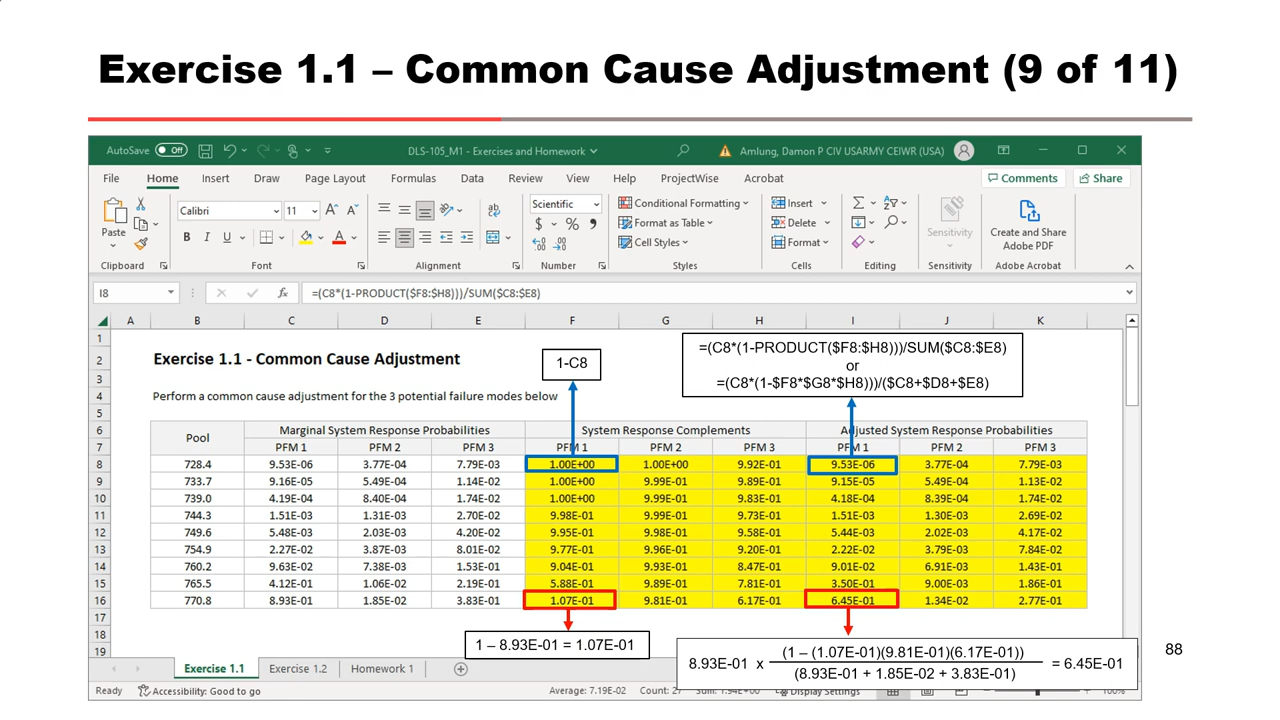 Exercise 1.1 – Common Cause Adjustment (9 of 11)
AutoSave Off DLS-105_M1 - Exercises and Homework Amlung, Damon P CIV USARMY CEIWR (USA)
File Home Insert Draw Page Layout Formulas Data Review View Help ProjectWise Acrobat Comments Share
Paste
Calibri 11
B I U
Scientific
$ % 9
Conditional Formatting
Format as Table
Cell Styles
Insert
Delete
Format
Sensitivity
Create and Share
Adobe PDF
Clipboard Font Alignment Number Styles Cells Editing Sensitivity Adobe Acrobat
I8 fx =(C8*(1-PRODUCT($F8:$H8)))/SUM($C8:$E8)
A B C D E F G H I J K
1
2 Exercise 1.1 - Common Cause Adjustment
1-C8
=(C8*(1-PRODUCT($F8:$H8)))/SUM($C8:$E8)
or
=(C8*(1-$F8*$G8*$H8)))/($C8+$D8+$E8)
3
4 Perform a common cause adjustment for the 3 potential failure modes below
5
6 Pool Marginal System Response Probabilities System Response Complements Adjusted System Response Probabilities
7 PFM 1 PFM 2 PFM 3 PFM 1 PFM 2 PFM 3 PFM 1 PFM 2 PFM 3
8 728.4 9.53E-06 3.77E-04 7.79E-03 1.00E+00 1.00E+00 9.92E-01 9.53E-06 3.77E-04 7.79E-03
9 733.7 9.16E-05 5.49E-04 1.14E-02 1.00E+00 9.99E-01 9.89E-01 9.15E-05 5.49E-04 1.13E-02
10 739.0 4.19E-04 8.40E-04 1.74E-02 1.00E+00 9.99E-01 9.83E-01 4.18E-04 8.39E-04 1.74E-02
11 744.3 1.51E-03 1.31E-03 2.70E-02 9.98E-01 9.99E-01 9.73E-01 1.51E-03 1.30E-03 2.69E-02
12 749.6 5.48E-03 2.03E-03 4.20E-02 9.95E-01 9.98E-01 9.58E-01 5.44E-03 2.02E-03 4.17E-02
13 754.9 2.27E-02 3.87E-03 8.01E-02 9.77E-01 9.96E-01 9.20E-01 2.22E-02 3.79E-03 7.84E-02
14 760.2 9.63E-02 7.38E-03 1.53E-01 9.04E-01 9.93E-01 8.47E-01 9.01E-02 6.91E-03 1.43E-01
15 765.5 4.12E-01 1.06E-02 2.19E-01 5.88E-01 9.89E-01 7.81E-01 3.50E-01 9.00E-03 1.86E-01
16 770.8 8.93E-01 1.85E-02 3.83E-01 1.07E-01 9.81E-01 6.17E-01 6.45E-01 1.34E-02 2.77E-01
17
18
19
1 – 8.93E-01 = 1.07E-01
8.93E-01 x (1 – (1.07E-01)(9.81E-01)(6.17E-01)) = 6.45E-01
(8.93E-01 + 1.85E-02 + 3.83E-01)
88
Exercise 1.1 Exercise 1.2 Homework 1
Ready Accessibility: Good to go Average: 7.19E-02 Display Settings